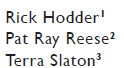 Rick Hodder¹
Pat Ray Reese²
Terra Slaton³